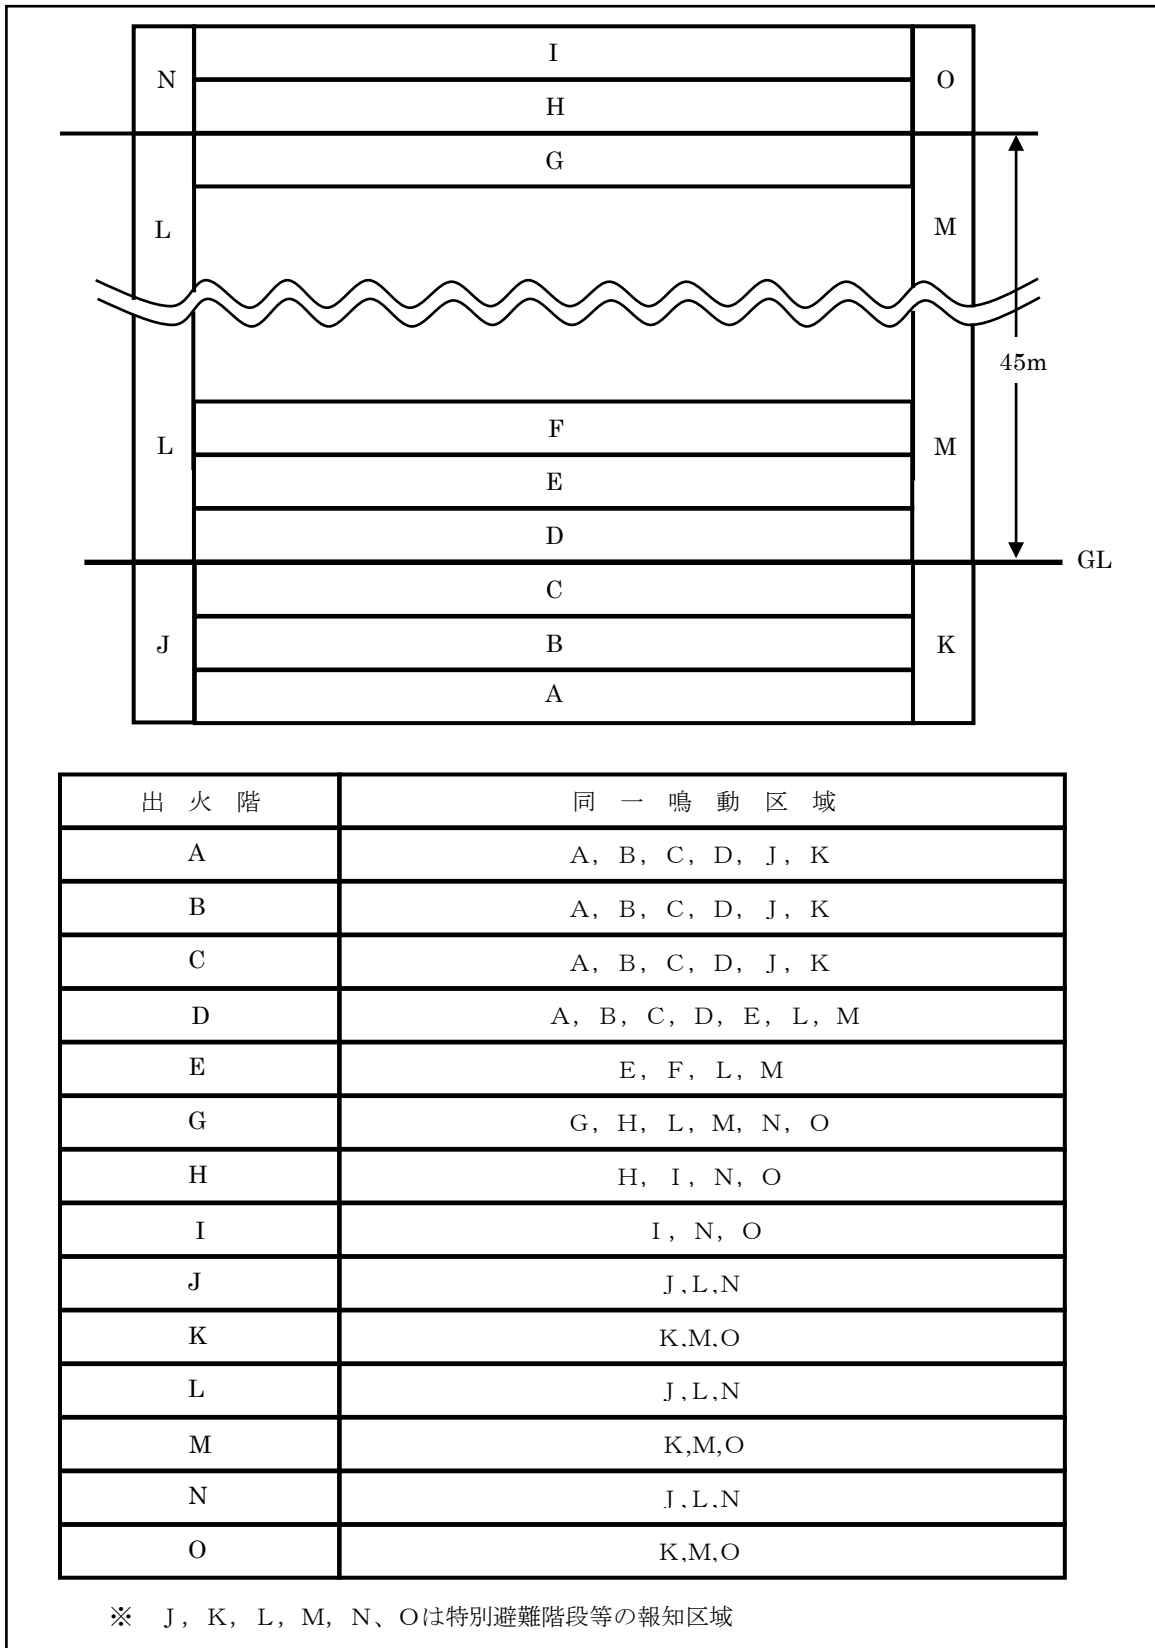 I
N O
H
G
L M
45m
F
L M
E
D
GL
C
J B K
A
出 火 階 同 一 鳴 動 区 域
A A, B, C, D, J, K
B A, B, C, D, J, K
C A, B, C, D, J, K
D A, B, C, D, E, L, M
E E, F, L, M
G G, H, L, M, N, O
H H, I, N, O
I I, N, O
J J,L,N
K K,M,O
L J,L,N
M K,M,O
N J,L,N
O K,M,O
※ J, K, L, M, N、Oは特別避難階段等の報知区域